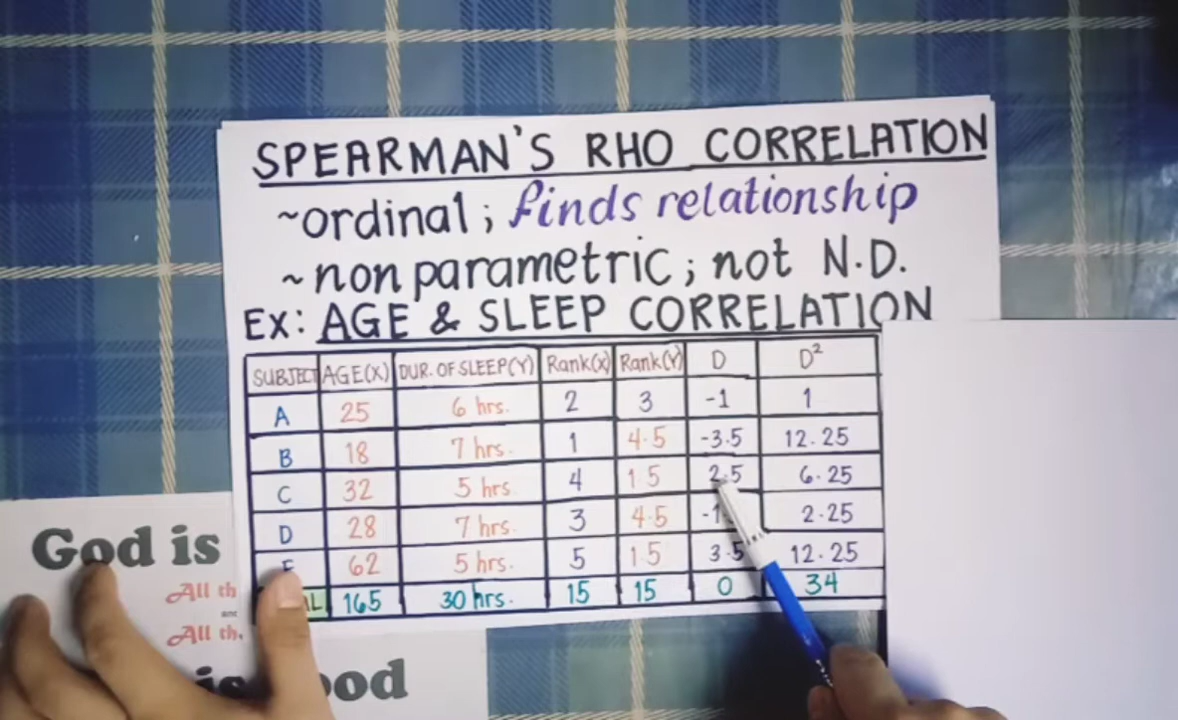 SPEARMAN'S RHO CORRELATION
~ordinal; finds relationship
~non parametric; not N.D.
Ex: AGE & SLEEP CORRELATION
SUBJECT AGE(X) DUR. OF SLEEP(Y) Rank(X) Rank(Y) D D²
A 25 6 hrs. 2 3 -1 1
B 18 7 hrs. 1 4.5 -3.5 12.25
C 32 5 hrs. 4 1.5 2.5 6.25
D 28 7 hrs. 3 4.5 2.25
62 5 hrs. 5 1.5 3.5 12.25
165 30 hrs. 15 15 0 34
God is
All th
and
All th
is ood